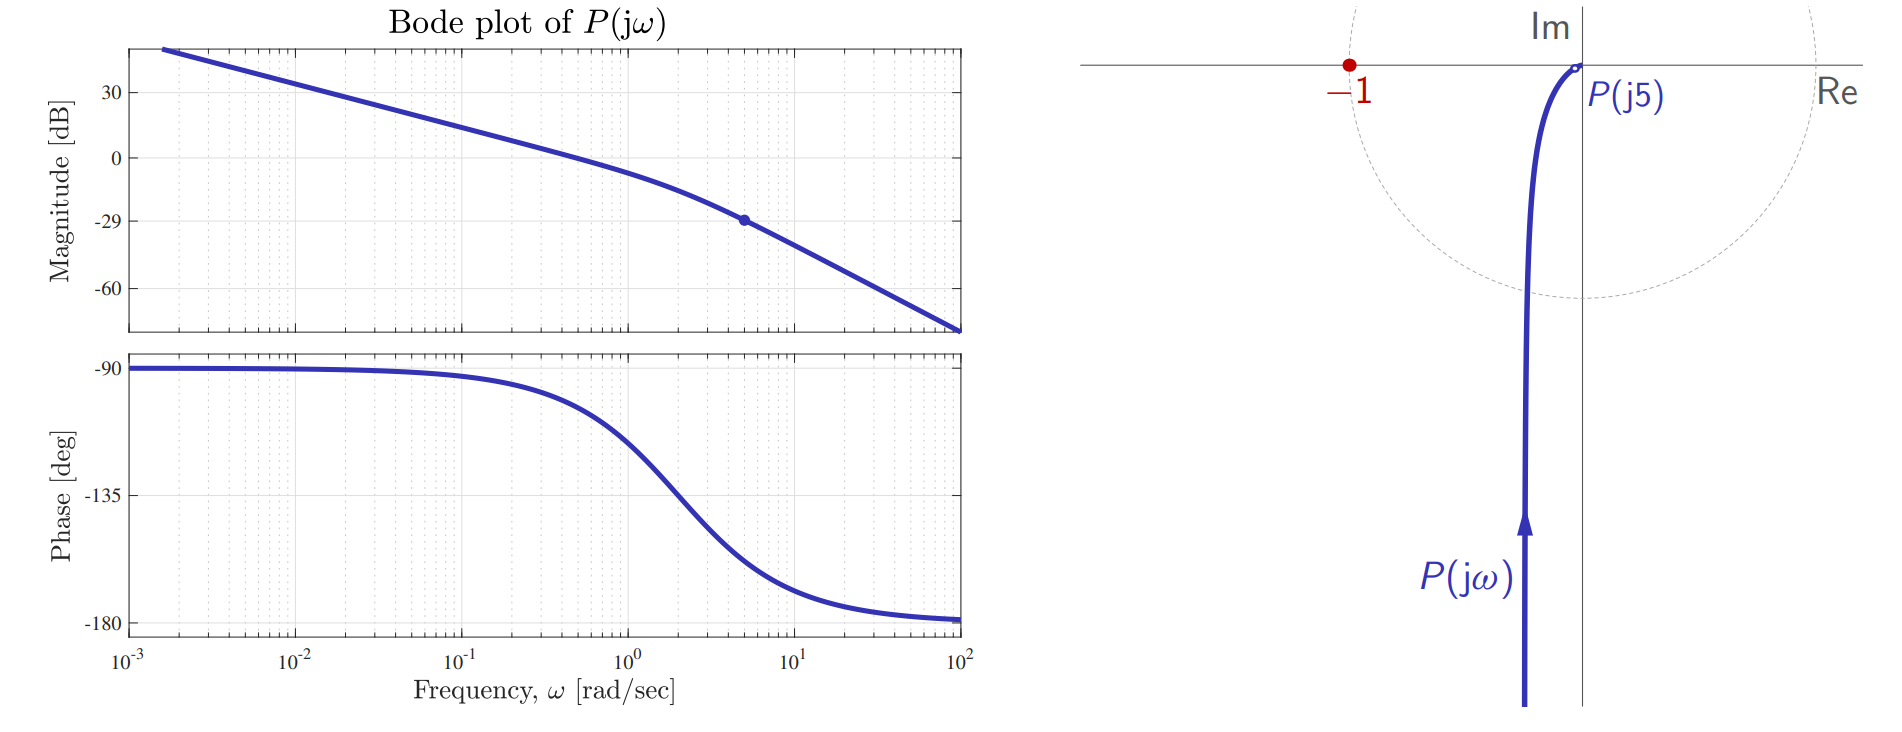 Bode plot of P(jω)
Magnitude [dB]
30
0
-29
-60
Phase [deg]
-90
-135
-180
10^-3 10^-2 10^-1 10^0 10^1 10^2
Frequency, ω [rad/sec]
Im
−1
P(j5)
Re
P(jω)